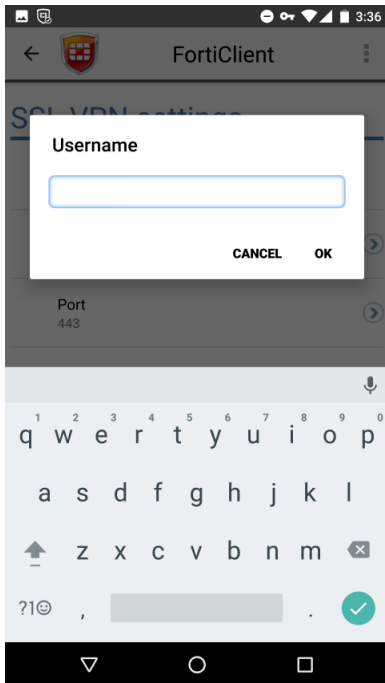 3:36
FortiClient
SSL VPN settings
Username
CANCEL OK
Port
443
1 2 3 4 5 6 7 8 9 0
q w e r t y u i o p
a s d f g h j k l
z x c v b n m
?1☺ , .